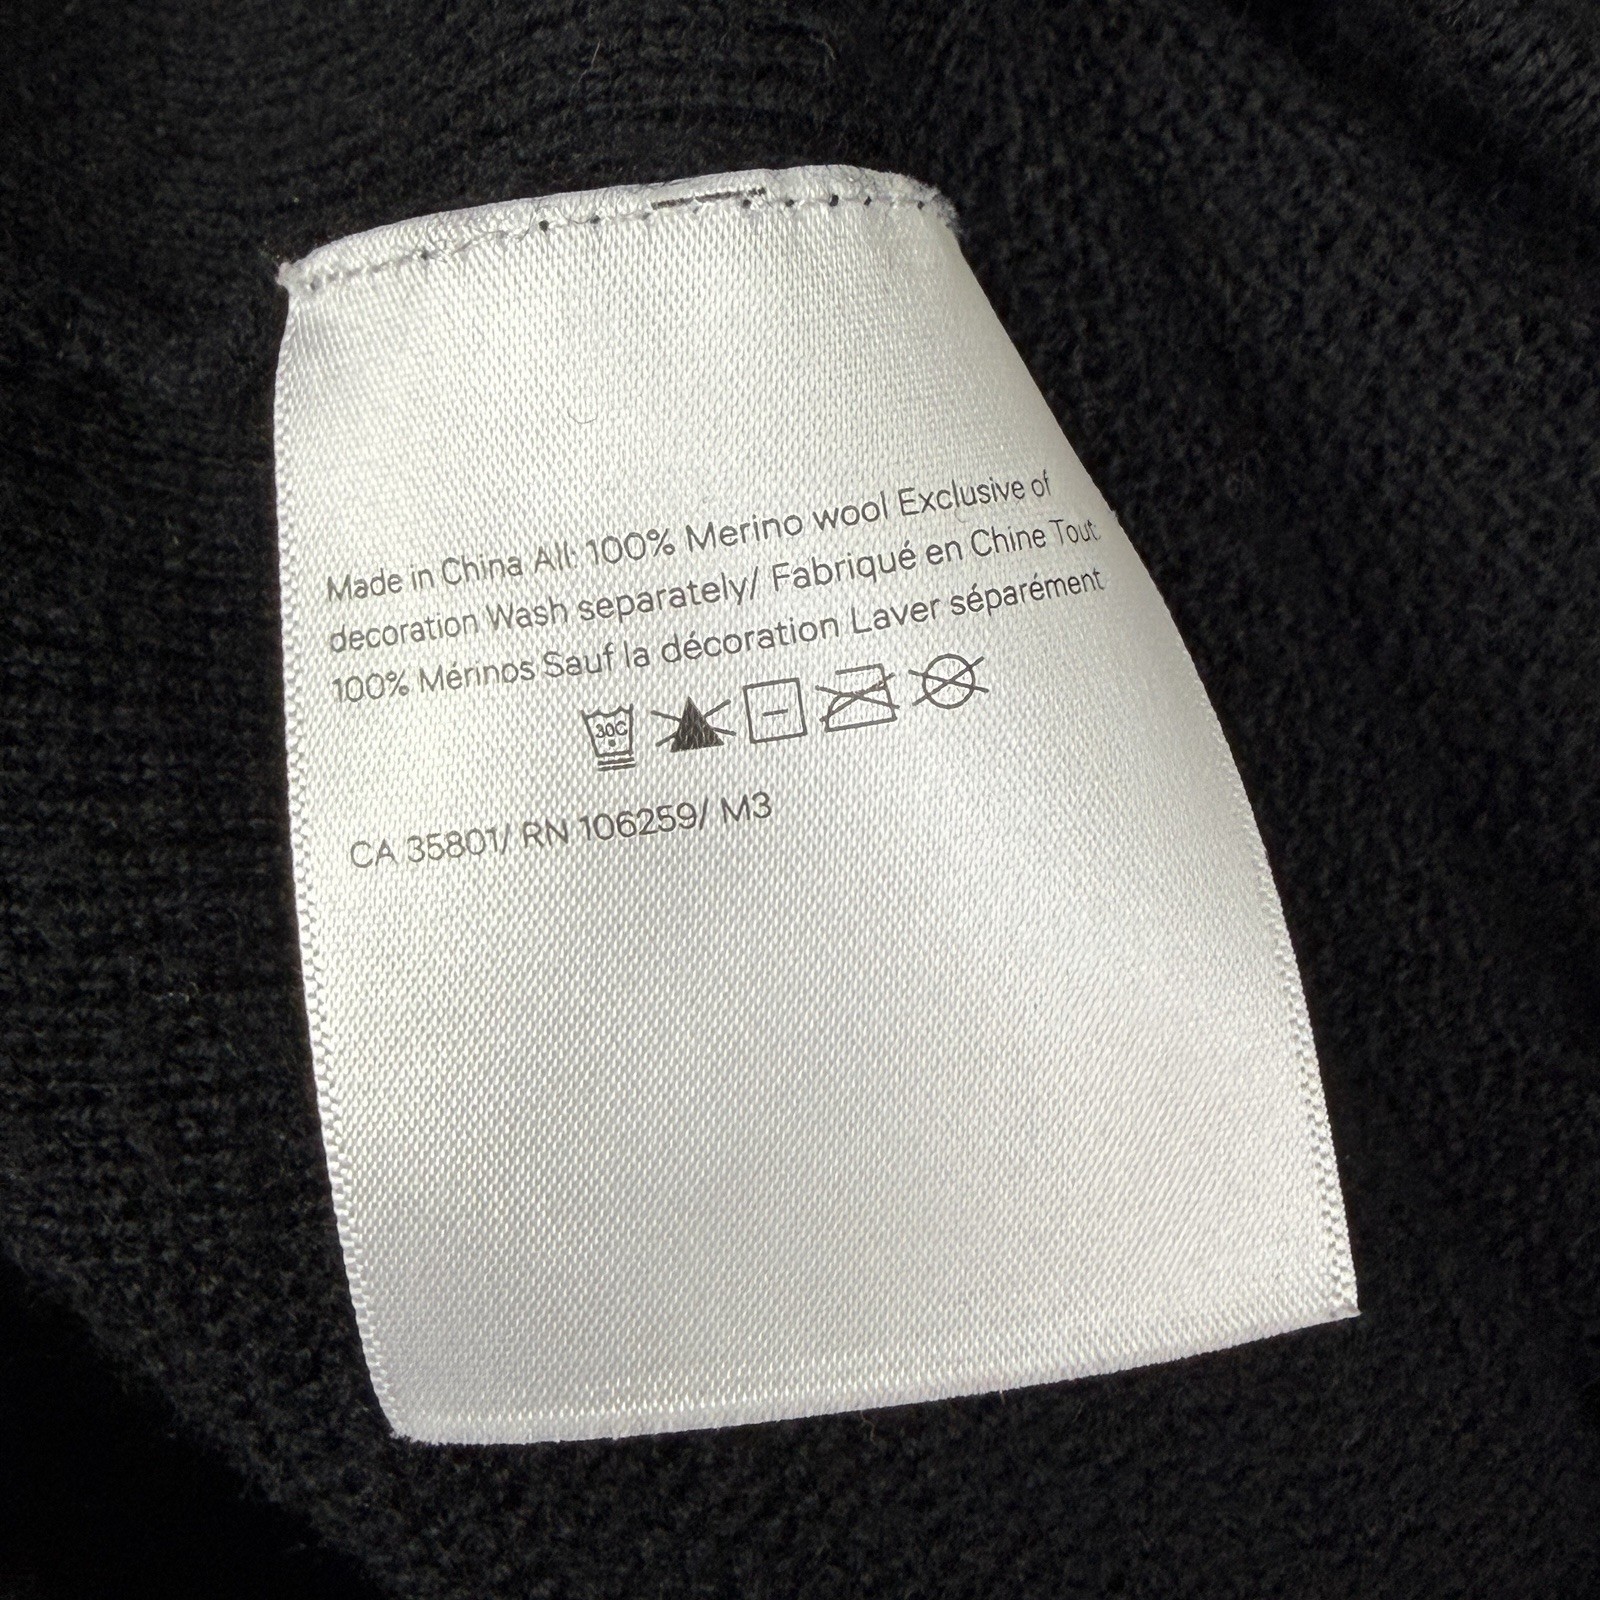 Made in China All: 100% Merino wool Exclusive of
decoration Wash separately/ Fabriqué en Chine Tout:
100% Mérinos Sauf la décoration Laver séparément
30C
CA 35801/ RN 106259/ M3